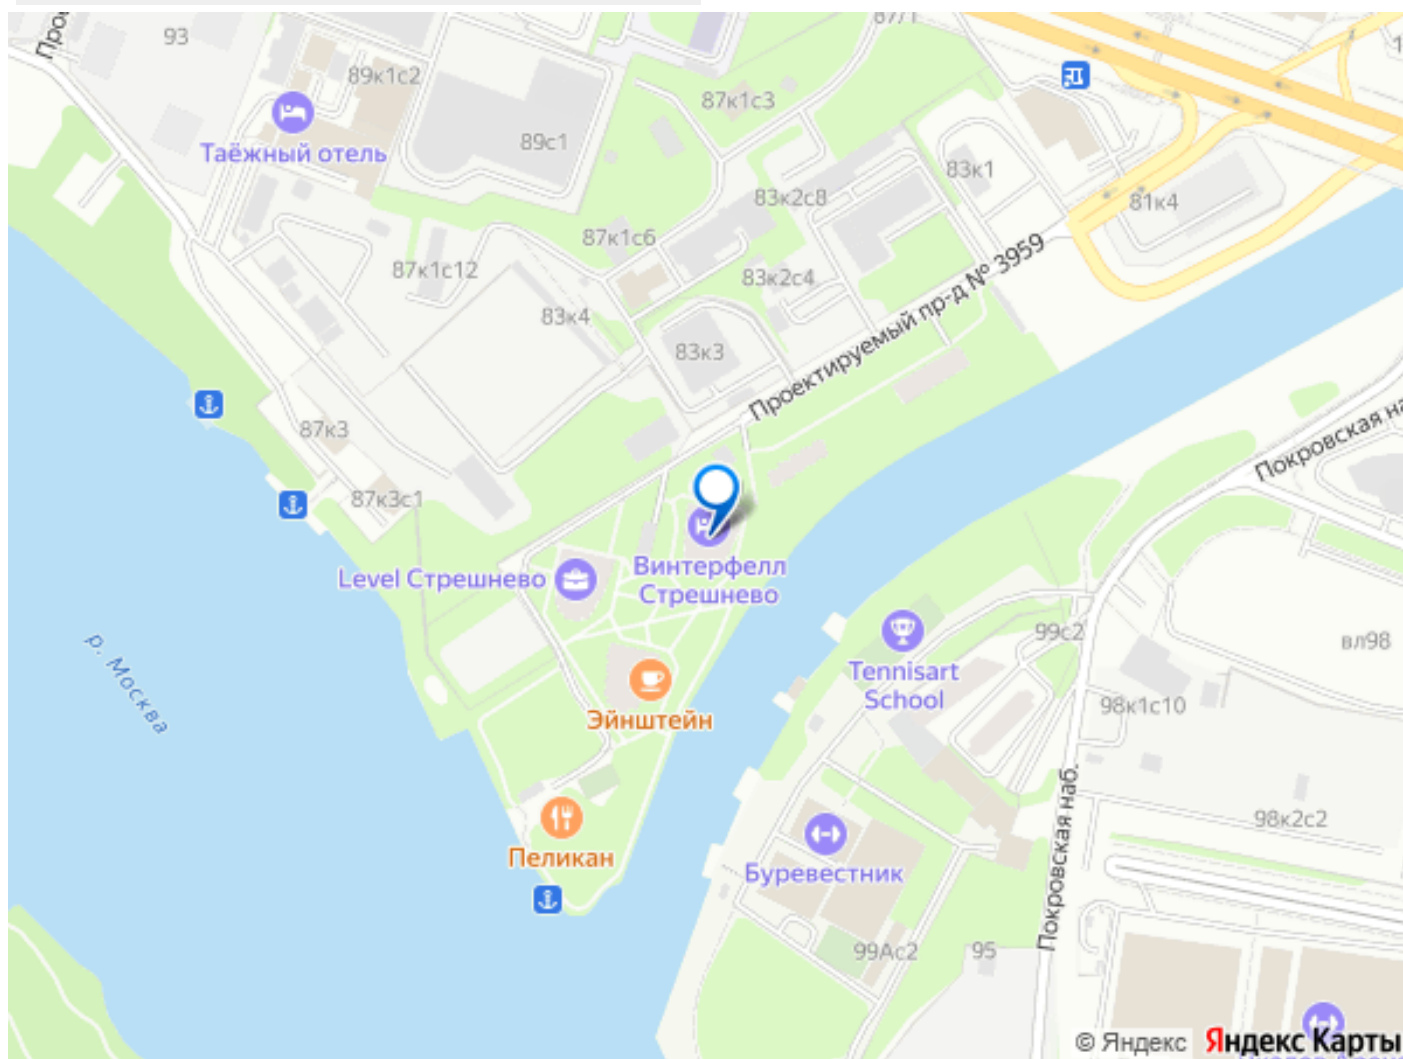 93
87/1
89к1с2
87к1с3
Таёжный отель
89с1
83к1
83к2с8
81к4
87к1с6
87к1с12
83к2с4
Проектируемый пр-д № 3959
83к4
83к3
87к3
Покровская на
87к3с1
Винтерфелл
Стрешнево
Level Стрешнево
99с2
вл98
р. Москва
Tennisart
School
98к1с10
Эйнштейн
98к2с2
Пеликан
Буревестник
Покровская наб.
99Ас2
95
© Яндекс Яндекс Карты